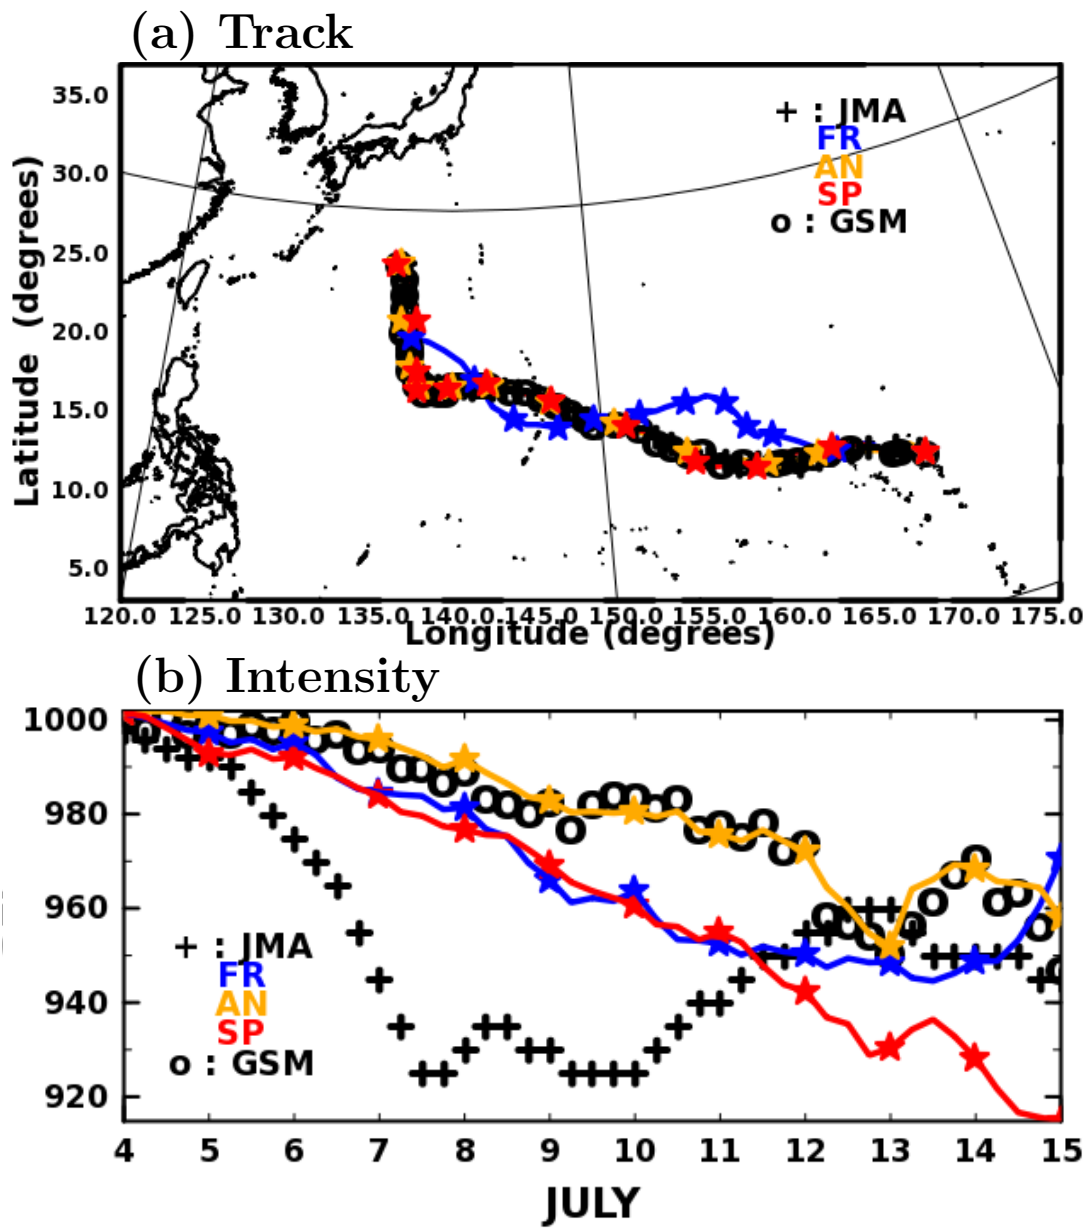 (a) Track
35.0
30.0
25.0
20.0
15.0
10.0
5.0
Latitude (degrees)
+ : JMA
FR
AN
SP
o : GSM
120.0 125.0 130.0 135.0 140.0 145.0 150.0 155.0 160.0 165.0 170.0 175.0
Longitude (degrees)
(b) Intensity
1000
980
960
940
920
+ : JMA
FR
AN
SP
o : GSM
4 5 6 7 8 9 10 11 12 13 14 15
JULY